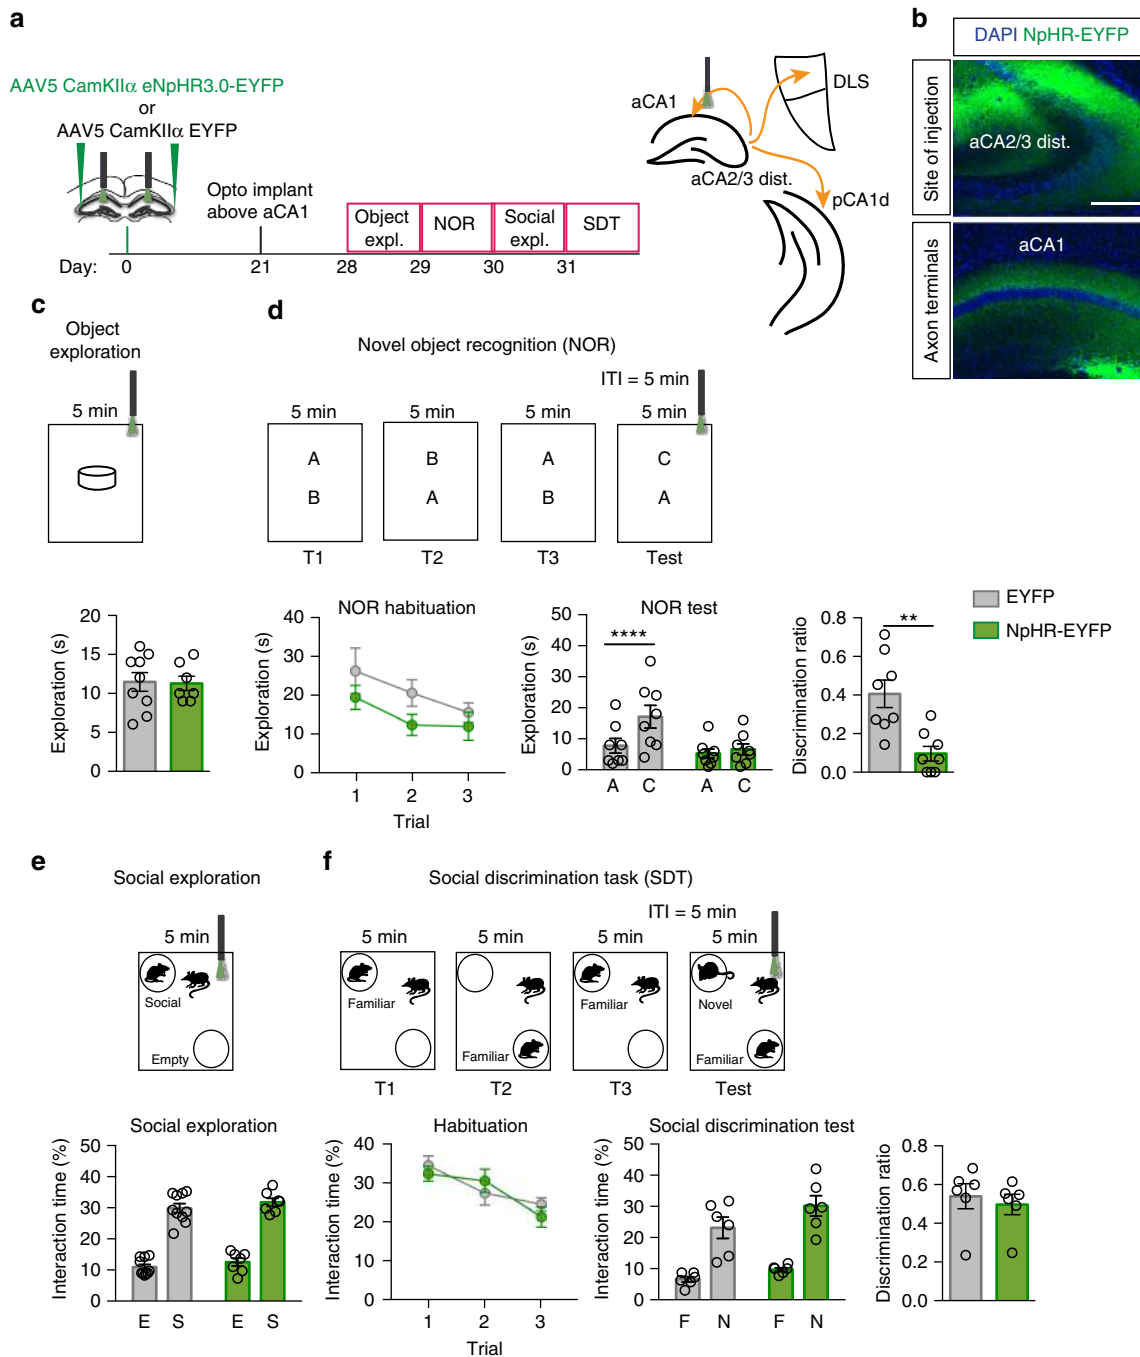 a
AAV5 CamKIIα eNpHR3.0-EYFP
or
AAV5 CamKIIα EYFP
Opto implant
above aCA1
Object
expl.
NOR
Social
expl.
SDT
Day:
0
21
28
29
30
31
aCA1
DLS
aCA2/3 dist.
pCA1d
b
DAPI NpHR-EYFP
Site of injection
aCA2/3 dist.
Axon terminals
aCA1
c
Object
exploration
5 min
d
Novel object recognition (NOR)
ITI = 5 min
5 min
5 min
5 min
5 min
A
B
B
A
A
B
C
A
T1
T2
T3
Test
Exploration (s)
20
15
10
5
0
NOR habituation
Exploration (s)
40
30
20
10
0
1
2
3
Trial
NOR test
Exploration (s)
50
40
30
20
10
0
****
A
C
A
C
Discrimination ratio
0.8
0.6
0.4
0.2
0.0
**
EYFP
NpHR-EYFP
e
Social exploration
5 min
Social
Empty
f
Social discrimination task (SDT)
ITI = 5 min
5 min
5 min
5 min
5 min
Familiar
Familiar
Familiar
Novel
Familiar
T1
T2
T3
Test
Social exploration
Interaction time (%)
50
40
30
20
10
0
E
S
E
S
Habituation
Interaction time (%)
40
30
20
10
0
1
2
3
Trial
Social discrimination test
Interaction time (%)
50
40
30
20
10
0
F
N
F
N
Discrimination ratio
0.8
0.6
0.4
0.2
0.0